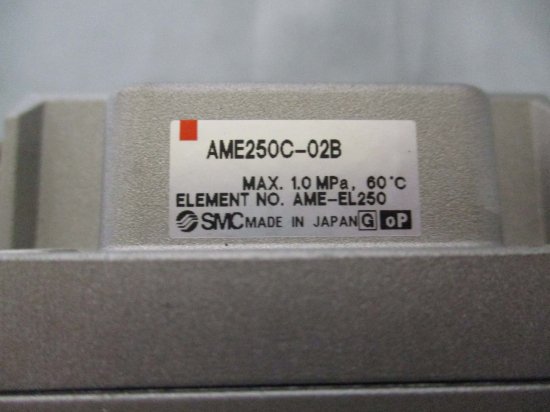 AME250C-02B
MAX. 1.0 MPa, 60°C
ELEMENT NO. AME-EL250
SMC MADE IN JAPAN G oP